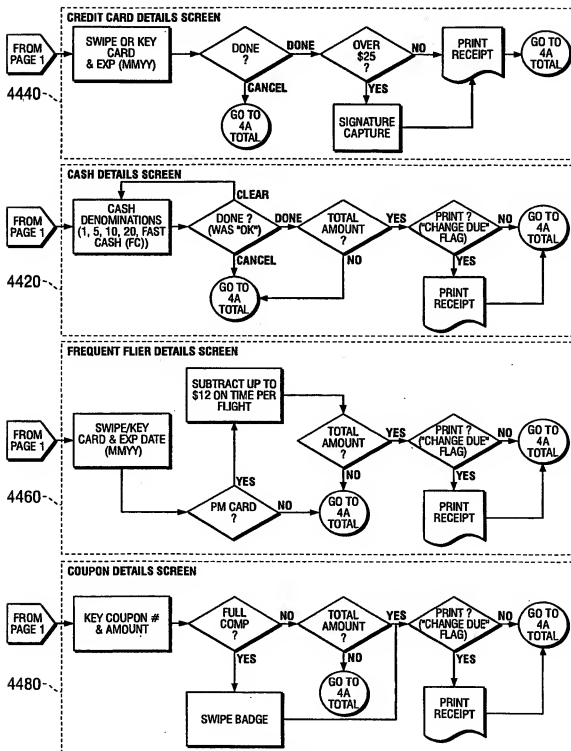 CREDIT CARD DETAILS SCREEN
FROM
PAGE 1
SWIPE OR KEY
CARD
& EXP (MMYY)
DONE
?
DONE
CANCEL
GO TO
4A
TOTAL
OVER
$25
?
NO
YES
SIGNATURE
CAPTURE
PRINT
RECEIPT
GO TO
4A
TOTAL
4440
CASH DETAILS SCREEN
FROM
PAGE 1
CASH
DENOMINATIONS
(1, 5, 10, 20, FAST
CASH (FC))
CLEAR
DONE ?
(WAS "OK")
DONE
CANCEL
GO TO
4A
TOTAL
TOTAL
AMOUNT
?
YES
NO
PRINT ?
("CHANGE DUE"
FLAG)
NO
YES
PRINT
RECEIPT
GO TO
4A
TOTAL
4420
FREQUENT FLIER DETAILS SCREEN
SUBTRACT UP TO
$12 ON TIME PER
FLIGHT
FROM
PAGE 1
SWIPE/KEY
CARD & EXP DATE
(MMYY)
PM CARD
?
YES
NO
GO TO
4A
TOTAL
TOTAL
AMOUNT
?
YES
NO
PRINT ?
("CHANGE DUE"
FLAG)
NO
YES
PRINT
RECEIPT
GO TO
4A
TOTAL
4460
COUPON DETAILS SCREEN
FROM
PAGE 1
KEY COUPON #
& AMOUNT
FULL
COMP
?
NO
YES
SWIPE BADGE
TOTAL
AMOUNT
?
YES
NO
GO TO
4A
TOTAL
PRINT ?
("CHANGE DUE"
FLAG)
NO
YES
PRINT
RECEIPT
GO TO
4A
TOTAL
4480